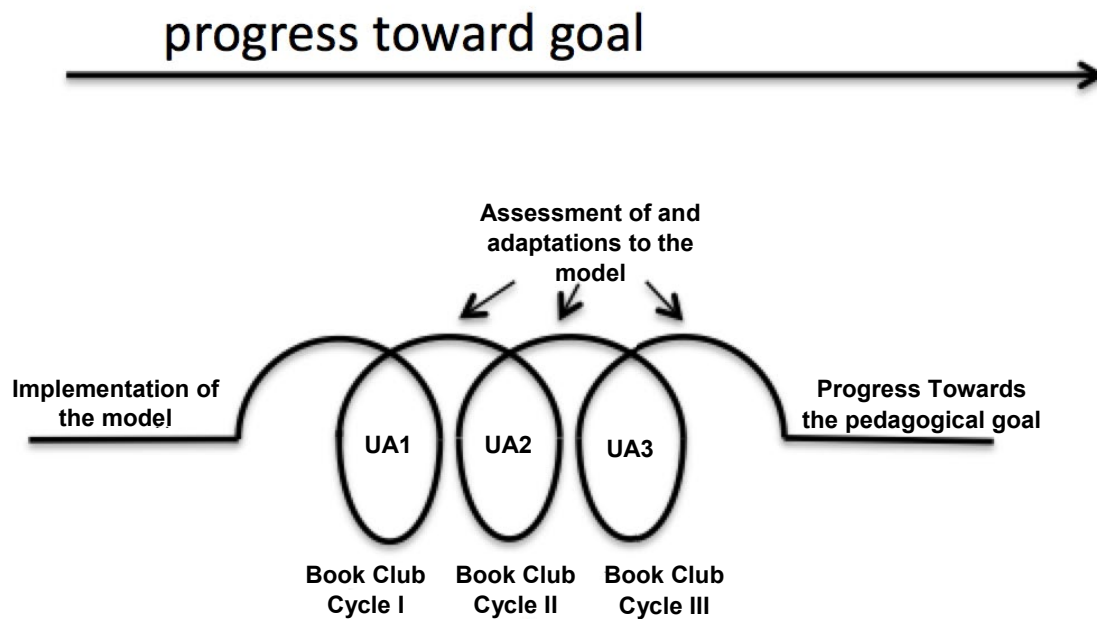 progress toward goal
Assessment of and
adaptations to the
model
Implementation of
the model
Progress Towards
the pedagogical goal
UA1
UA2
UA3
Book Club
Cycle I
Book Club
Cycle II
Book Club
Cycle III